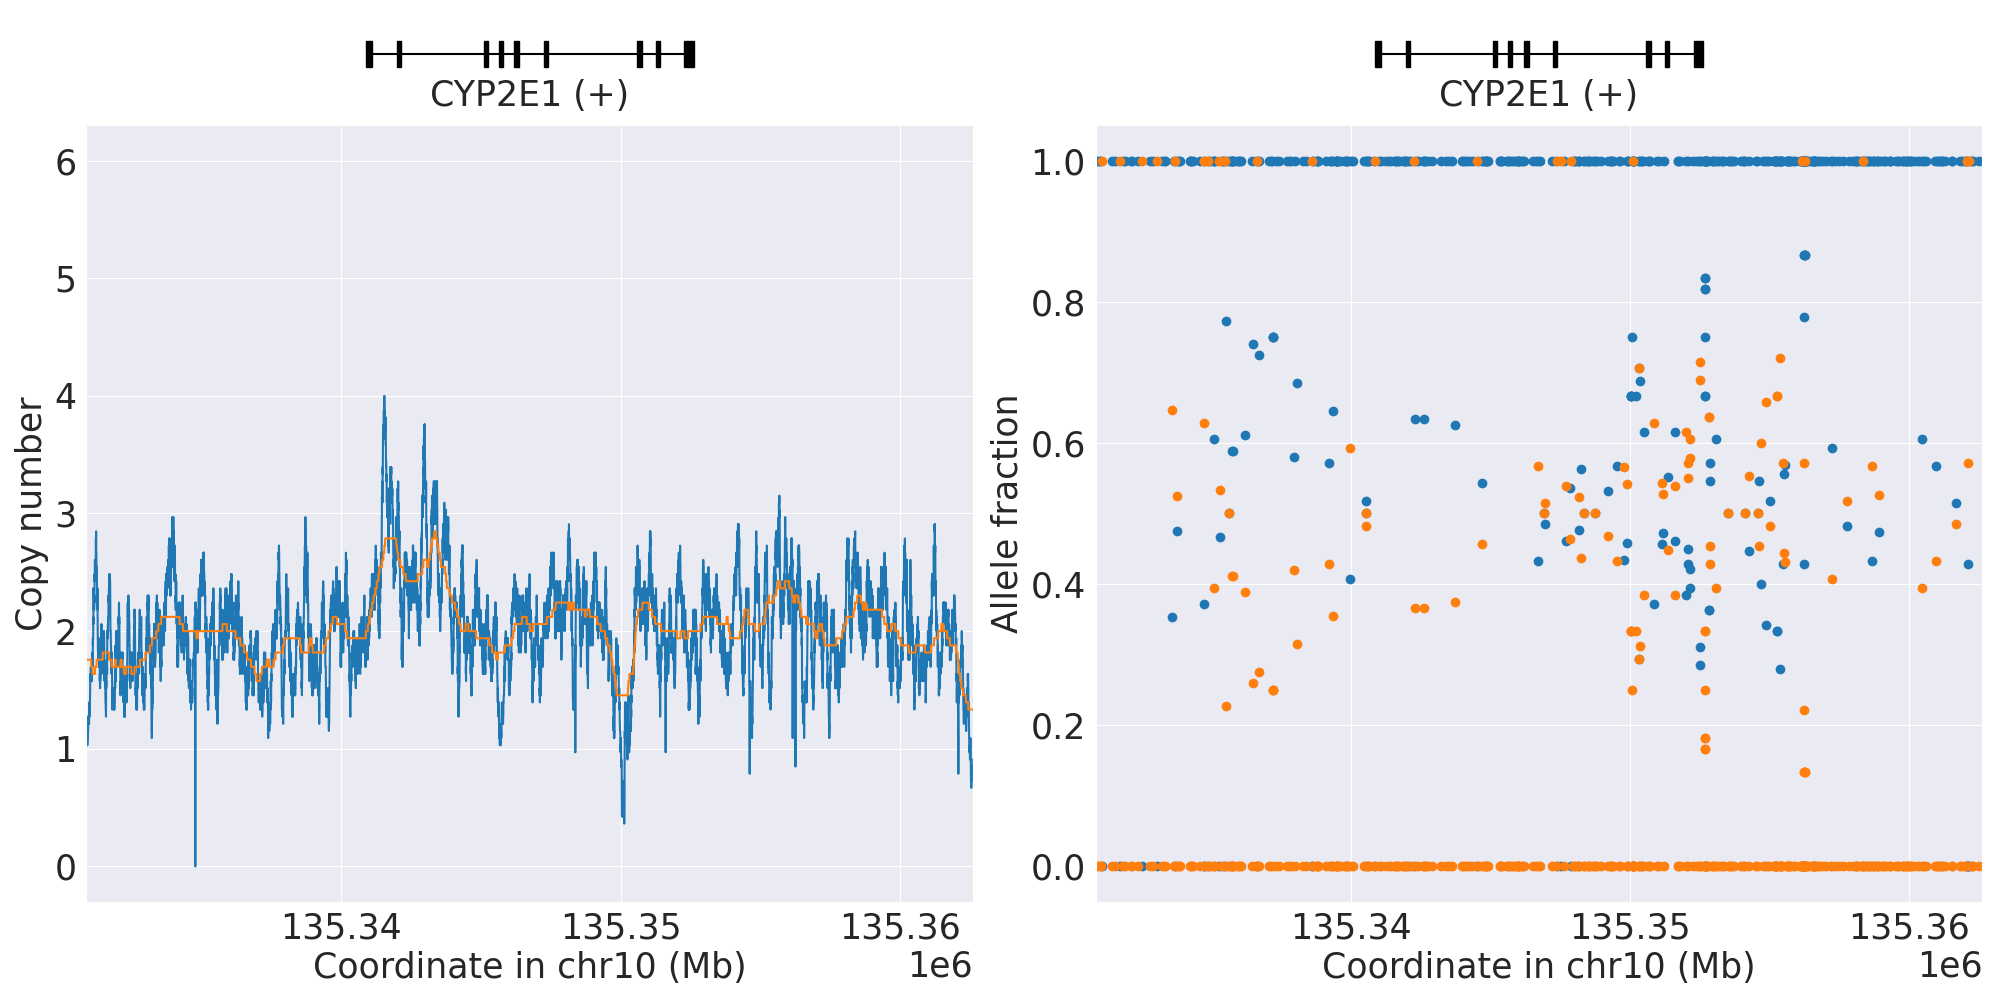 CYP2E1 (+)
CYP2E1 (+)
Copy number
6
5
4
3
2
1
0
135.34
135.35
135.36
Coordinate in chr10 (Mb)
1e6
Allele fraction
1.0
0.8
0.6
0.4
0.2
0.0
135.34
135.35
135.36
Coordinate in chr10 (Mb)
1e6